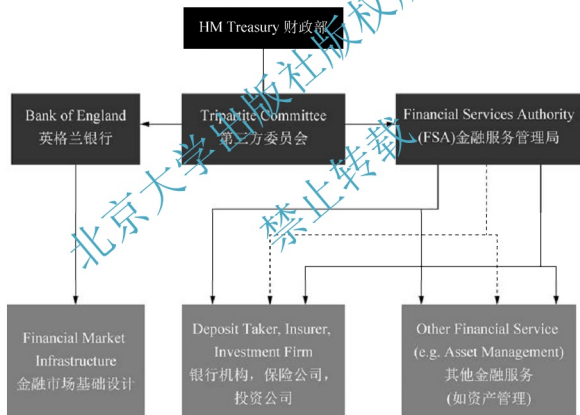 HM Treasury 财政部
Bank of England
英格兰银行
Tripartite Committee
第三方委员会
Financial Services Authority
(FSA)金融服务管理局
Financial Market
Infrastructure
金融市场基础设计
Deposit Taker, Insurer,
Investment Firm
银行机构，保险公司，
投资公司
Other Financial Service
(e.g. Asset Management)
其他金融服务
(如资产管理)
北京大学出版社版权所
禁止转载